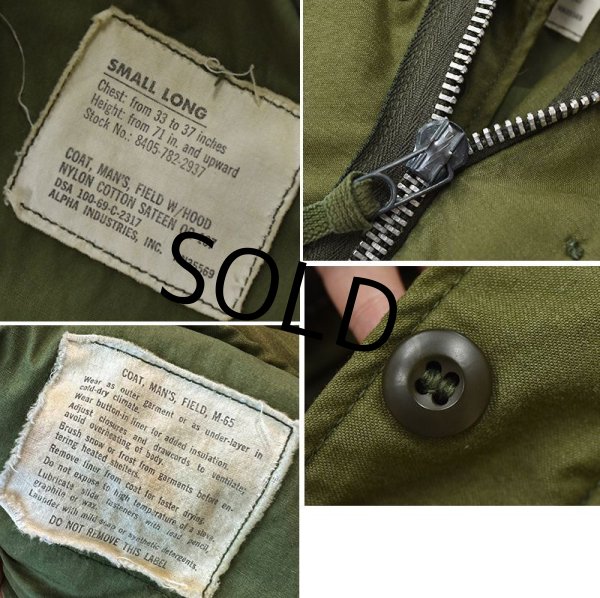 SMALL LONG
Chest: from 33 to 37 inches
Height: from 71 in. and upward
Stock No.: 8405-782-2937
COAT, MAN'S, FIELD W/HOOD
NYLON COTTON SATEEN
DSA 100-69-C-2317
ALPHA INDUSTRIES, INC.
SOLD
COAT, MAN'S, FIELD, M-65
Wear as outer garment or as under-layer in
cold-dry climate.
Wear button-in liner for added insulation.
Adjust closures and drawcords to ventilate;
avoid overheating of body.
Brush snow or frost from garments before en-
tering heated shelters.
Remove liner from coat for faster drying.
Do not expose to high temperature of a stove.
Lubricate slide fasteners with lead pencil,
graphite or wax.
Launder with mild soap or synthetic detergents.
DO NOT REMOVE THIS LABEL